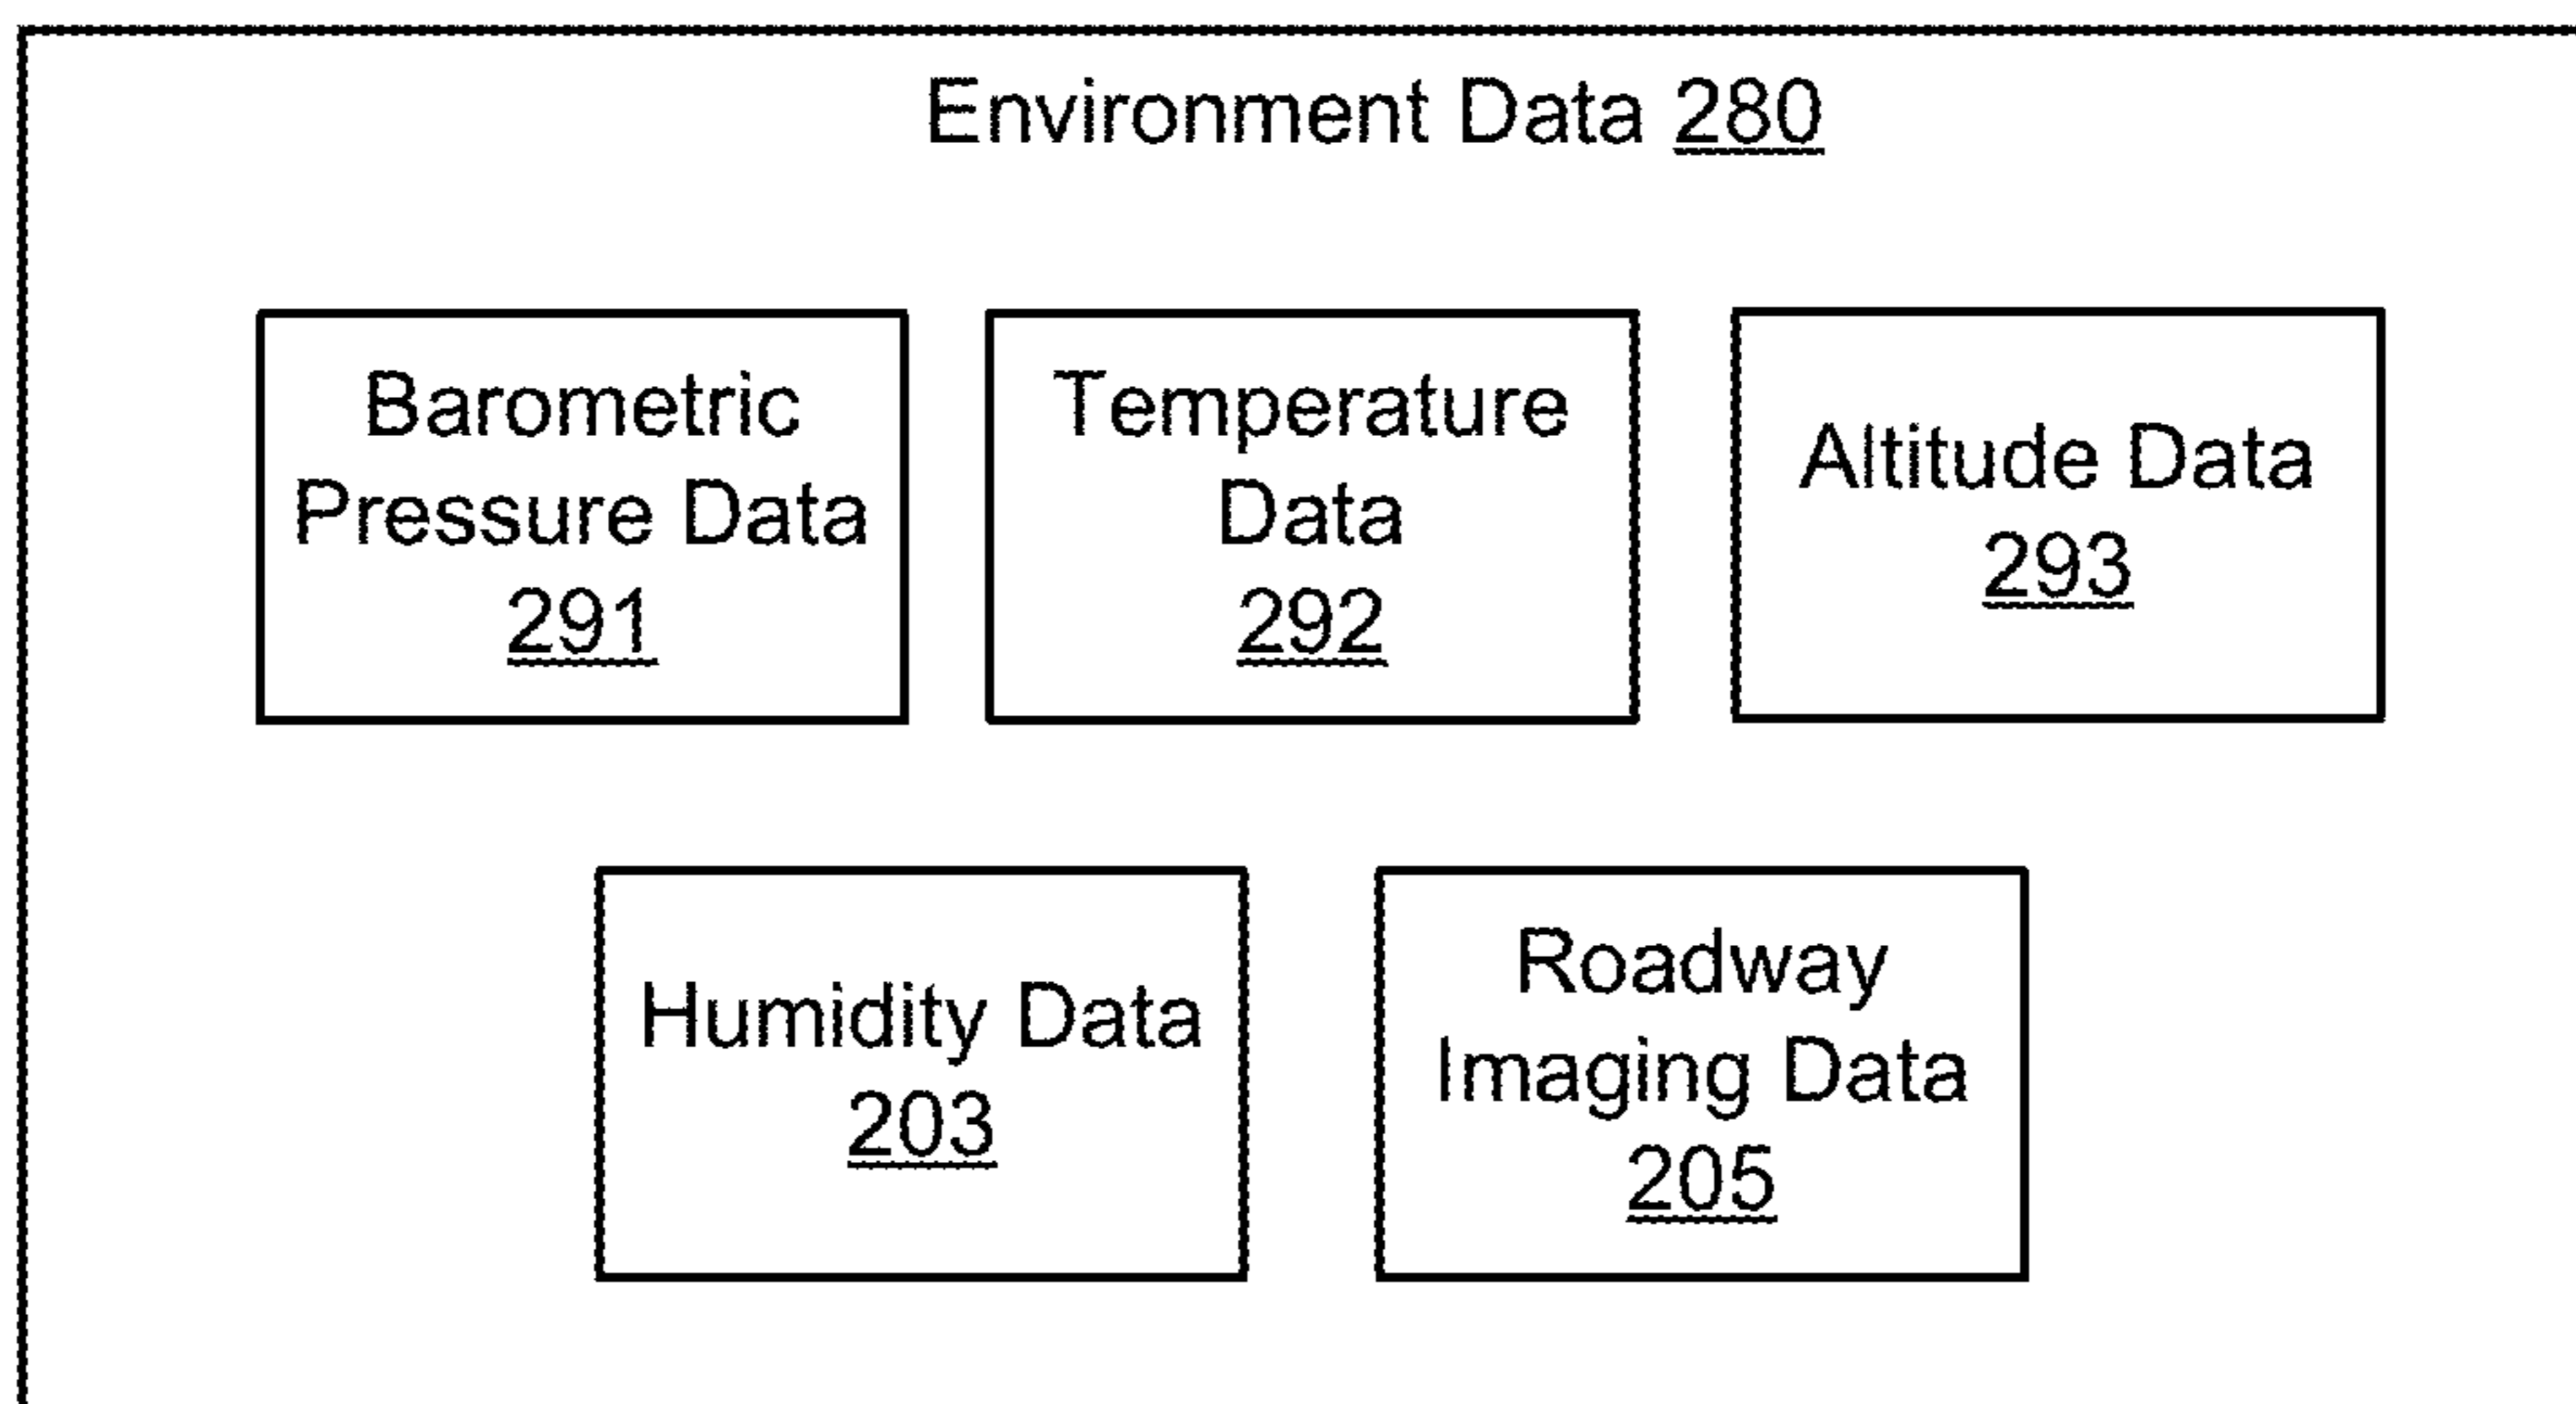 Environment Data 280
Barometric
Pressure Data
291
Temperature
Data
292
Altitude Data
293
Humidity Data
203
Roadway
Imaging Data
205